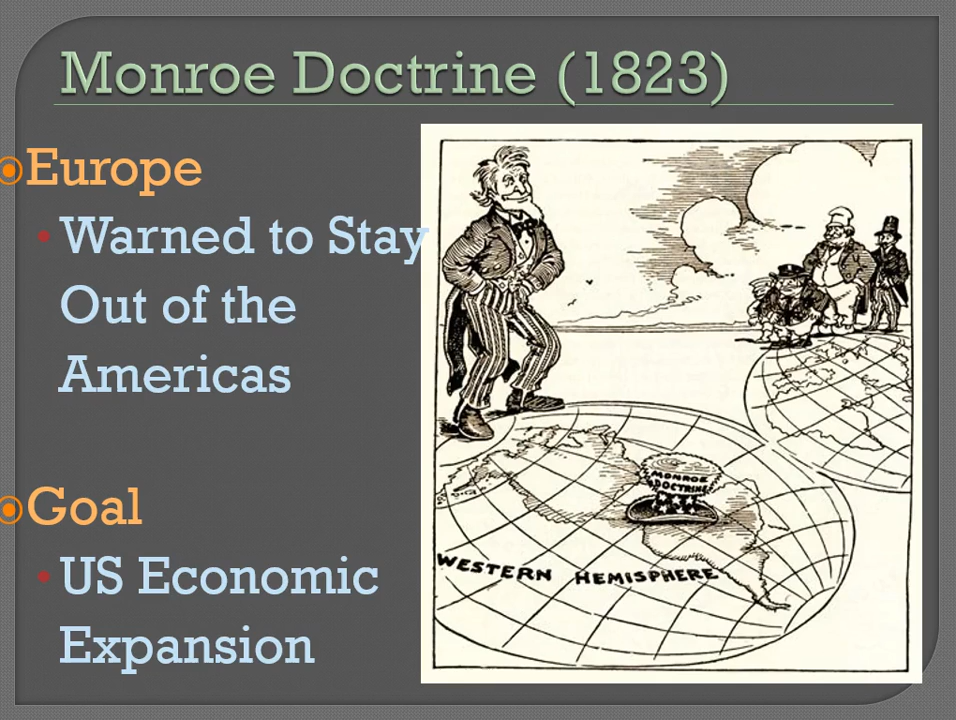 Monroe Doctrine (1823)
Europe
Warned to Stay
Out of the
Americas
Goal
US Economic
Expansion
MONROE
DOCTRINE
WESTERN HEMISPHERE